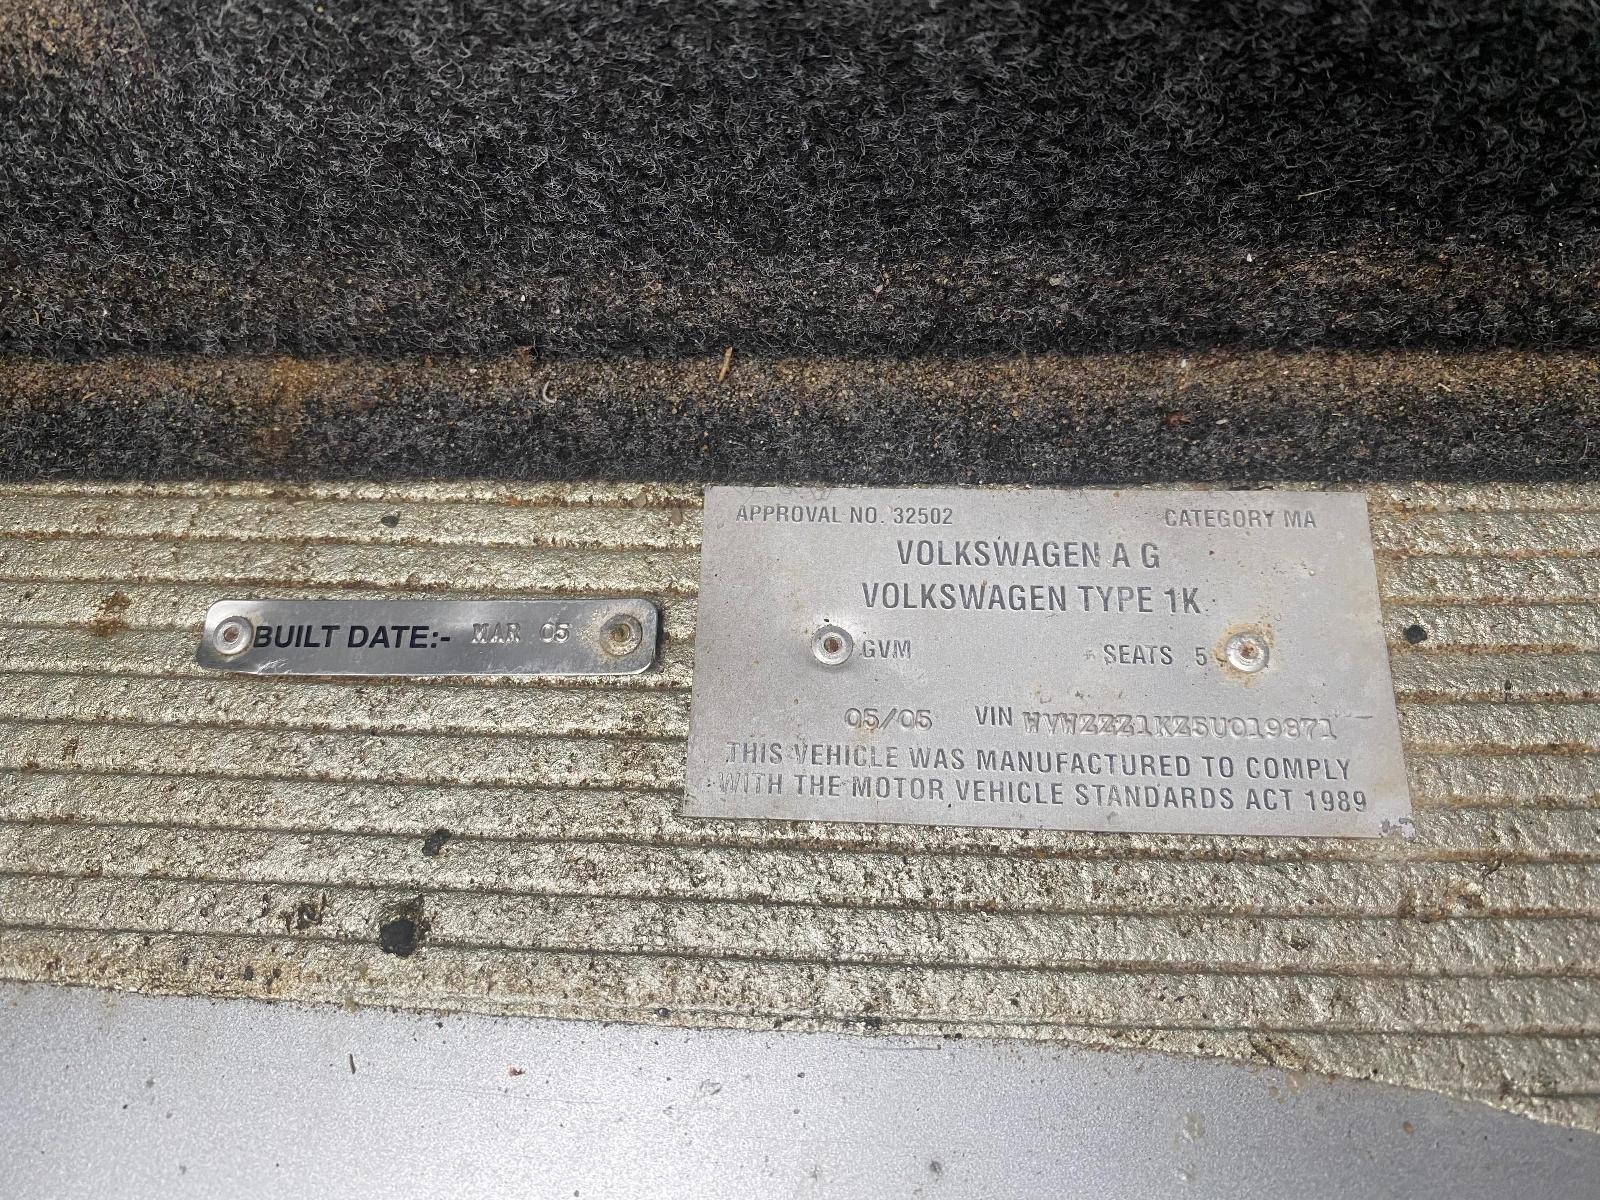 BUILT DATE:- MAR 05
APPROVAL NO. 32502 CATEGORY MA
VOLKSWAGEN A G
VOLKSWAGEN TYPE 1K
GVM SEATS 5
05/05 VIN WVWZZZ1KZ5U019871
THIS VEHICLE WAS MANUFACTURED TO COMPLY
WITH THE MOTOR VEHICLE STANDARDS ACT 1989